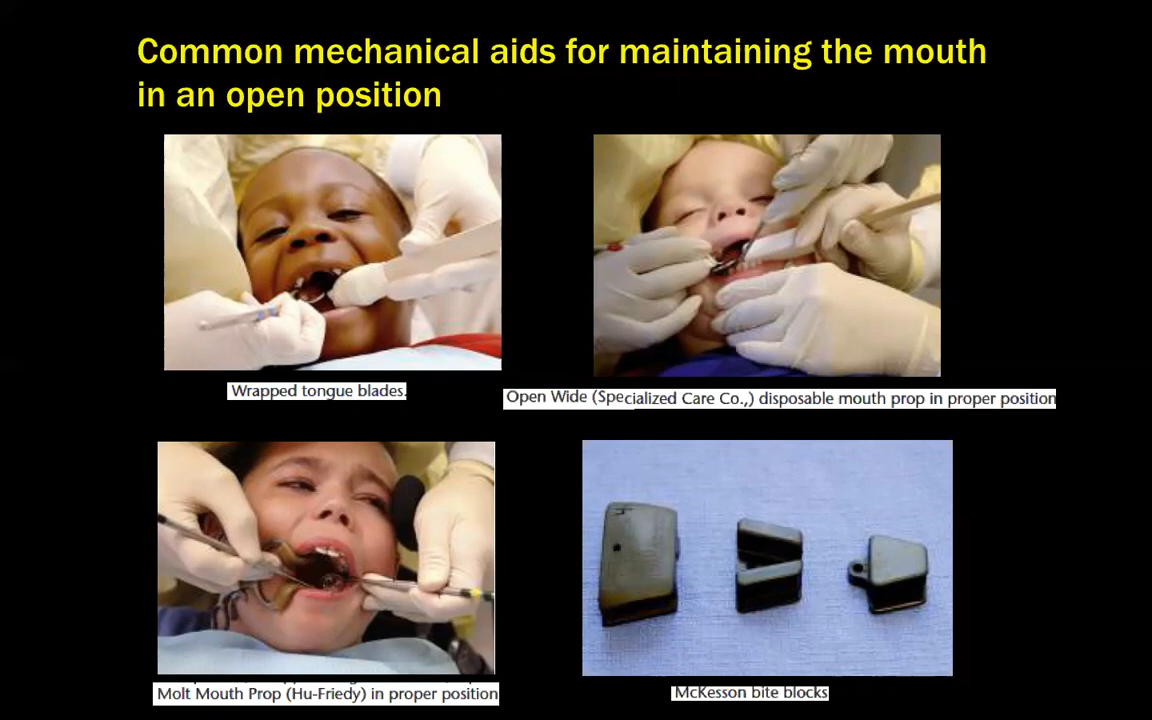 Common mechanical aids for maintaining the mouth
in an open position
Wrapped tongue blades.
Open Wide (Specialized Care Co.,) disposable mouth prop in proper position
Molt Mouth Prop (Hu-Friedy) in proper position
McKesson bite blocks